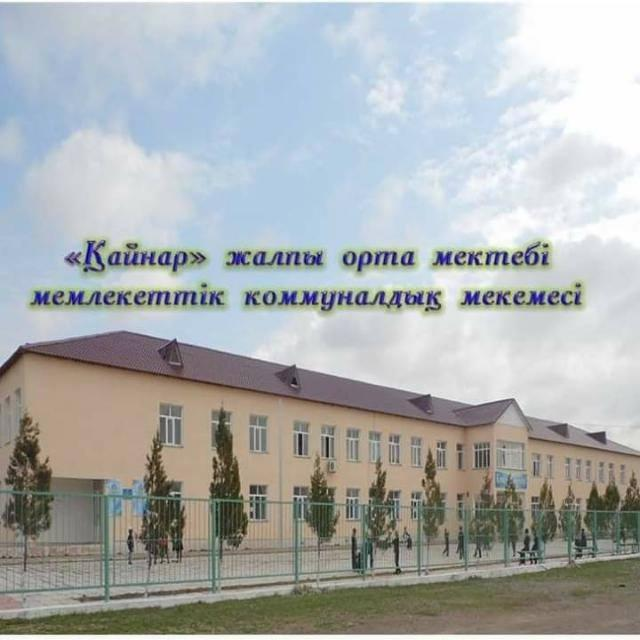 «Қайнар» жалпы орта мектебі
мемлекеттік коммуналдық мекемесі